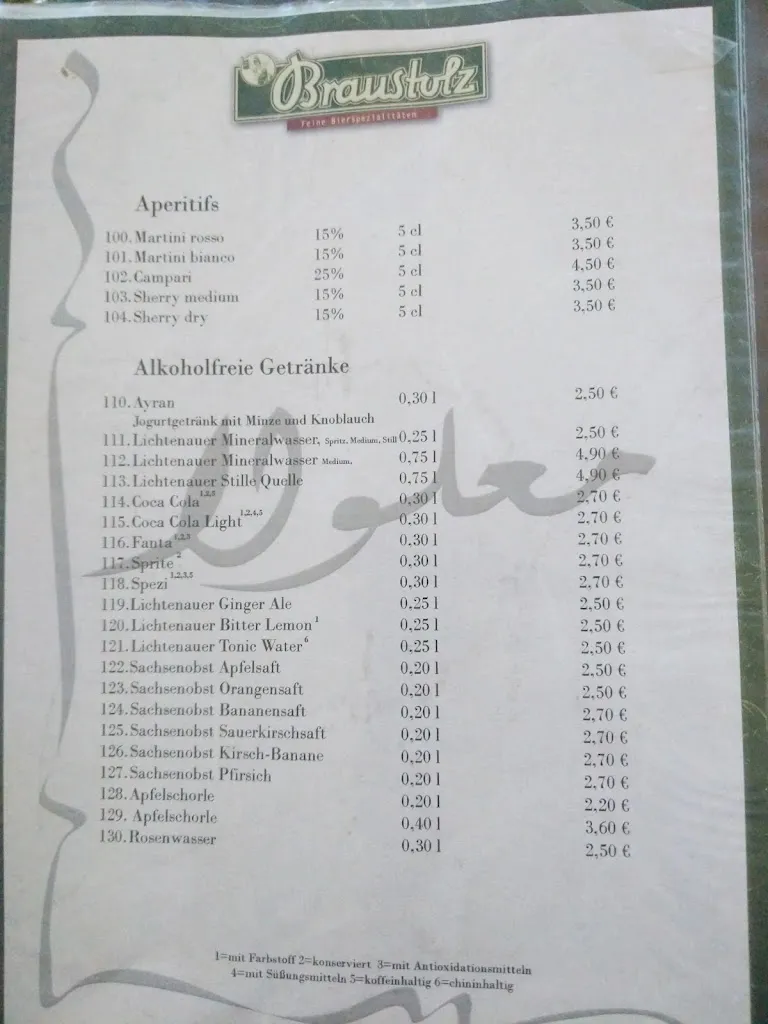 Braustolz
Feine Bierspezialitäten
Aperitifs
100. Martini rosso 15% 5 cl 3,50 €
101. Martini bianco 15% 5 cl 3,50 €
102. Campari 25% 5 cl 4,50 €
103. Sherry medium 15% 5 cl 3,50 €
104. Sherry dry 15% 5 cl 3,50 €
Alkoholfreie Getränke
110. Ayran 0,30 l 2,50 €
Jogurtgetränk mit Minze und Knoblauch
111. Lichtenauer Mineralwasser, Spritz. Medium, Still 0,25 l 2,50 €
112. Lichtenauer Mineralwasser Medium, 0,75 l 4,90 €
113. Lichtenauer Stille Quelle 0,75 l 4,90 €
114. Coca Cola 1,2,5 0,30 l 2,70 €
115. Coca Cola Light 1,2,4,5 0,30 l 2,70 €
116. Fanta 1,2,3 0,30 l 2,70 €
117. Sprite 2 0,30 l 2,70 €
118. Spezi 1,2,3,5 0,30 l 2,70 €
119. Lichtenauer Ginger Ale 0,25 l 2,50 €
120. Lichtenauer Bitter Lemon 1 0,25 l 2,50 €
121. Lichtenauer Tonic Water 6 0,25 l 2,50 €
122. Sachsenobst Apfelsaft 0,20 l 2,50 €
123. Sachsenobst Orangensaft 0,20 l 2,50 €
124. Sachsenobst Bananensaft 0,20 l 2,70 €
125. Sachsenobst Sauerkirschsaft 0,20 l 2,70 €
126. Sachsenobst Kirsch-Banane 0,20 l 2,70 €
127. Sachsenobst Pfirsich 0,20 l 2,70 €
128. Apfelschorle 0,20 l 2,20 €
129. Apfelschorle 0,40 l 3,60 €
130. Rosenwasser 0,30 l 2,50 €
1=mit Farbstoff 2=konserviert 3=mit Antioxidationsmitteln
4=mit Süßungsmitteln 5=koffeinhaltig 6=chininhaltig